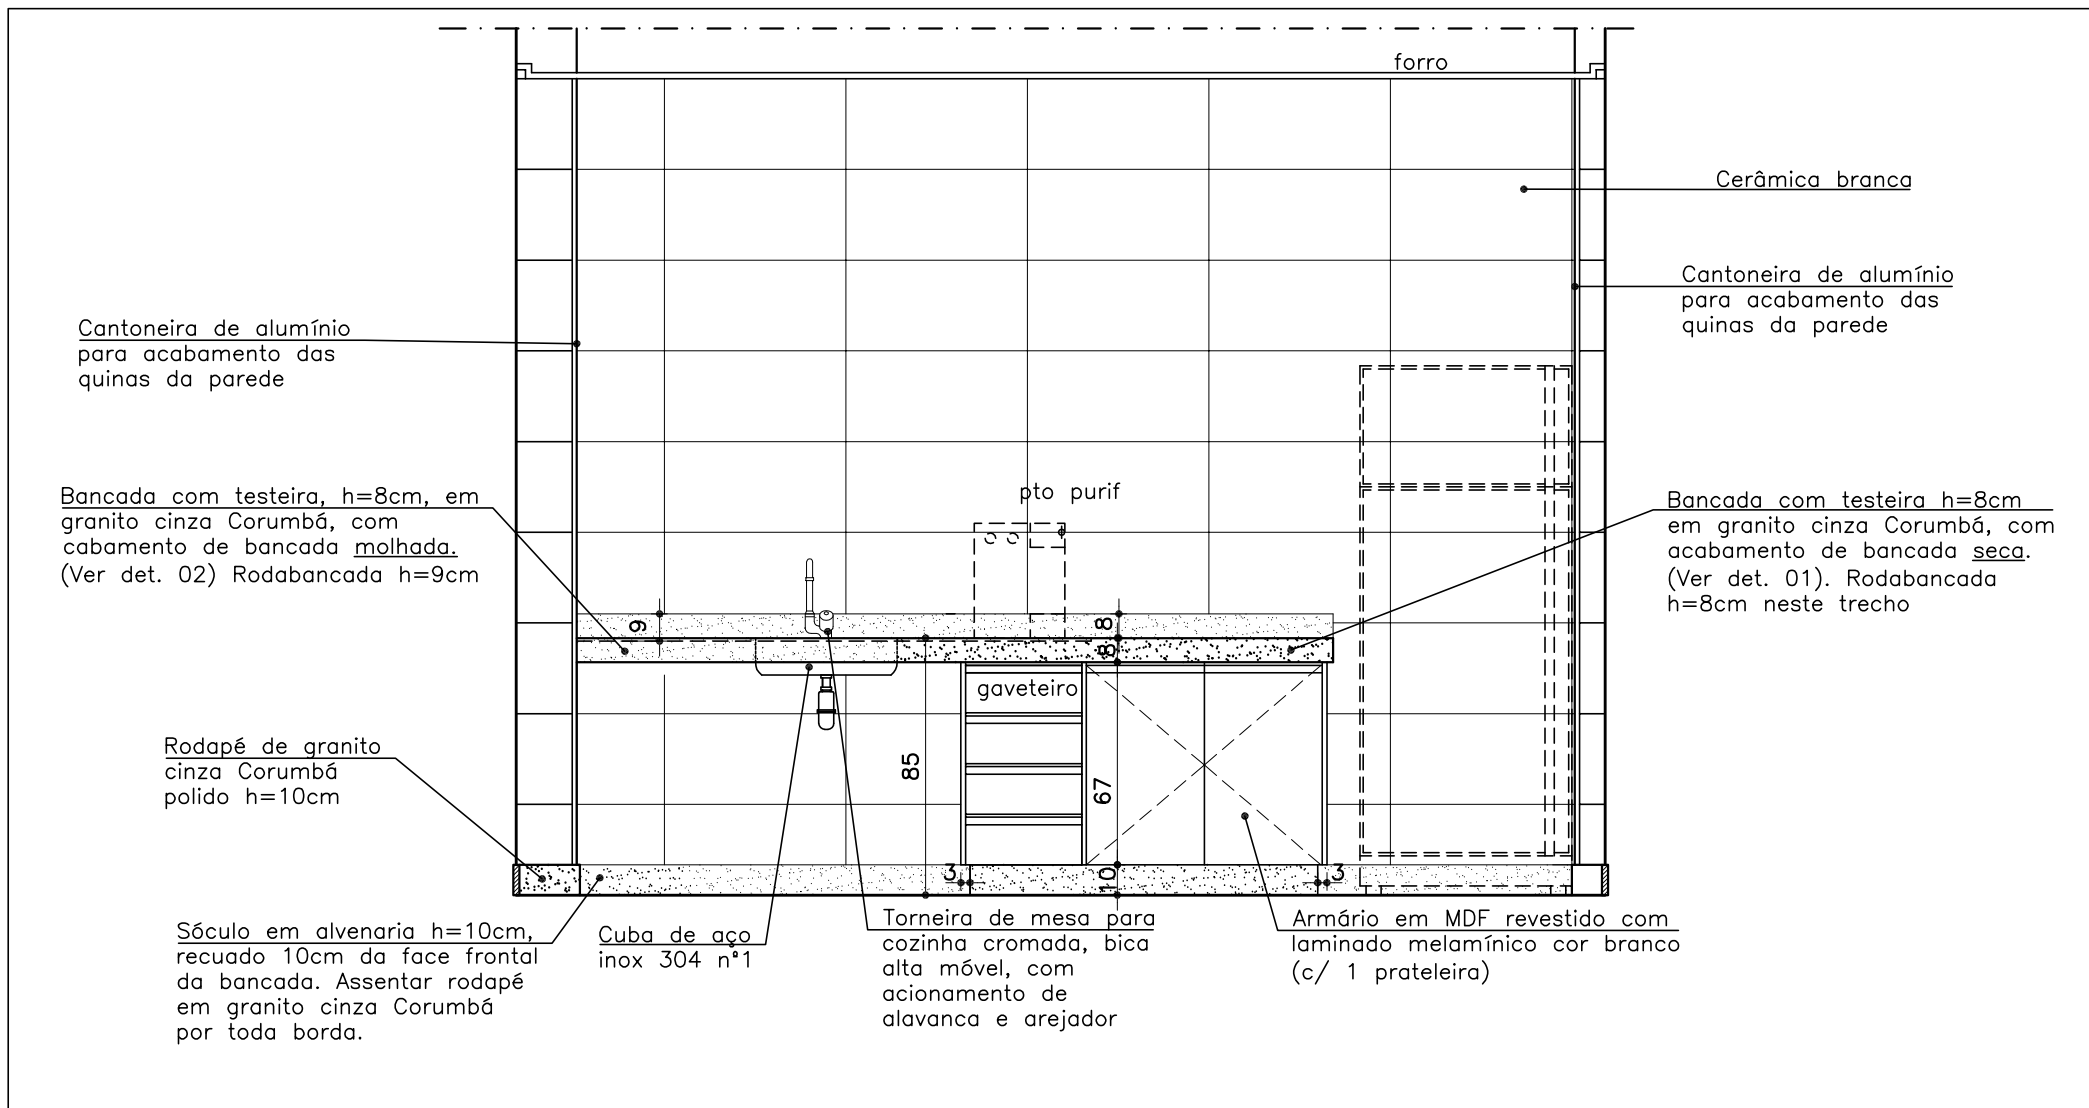 forro
Cerâmica branca
Cantoneira de alumínio
para acabamento das
quinas da parede
Cantoneira de alumínio
para acabamento das
quinas da parede
Bancada com testeira, h=8cm, em
granito cinza Corumbá, com
cabamento de bancada molhada.
(Ver det. 02) Rodabancada h=9cm
pto purif
Bancada com testeira h=8cm
em granito cinza Corumbá, com
acabamento de bancada seca.
(Ver det. 01). Rodabancada
h=8cm neste trecho
9
8
8
gaveteiro
Rodapé de granito
cinza Corumbá
polido h=10cm
85
67
3
10
3
Sóculo em alvenaria h=10cm,
recuado 10cm da face frontal
da bancada. Assentar rodapé
em granito cinza Corumbá
por toda borda.
Cuba de aço
inox 304 nº1
Torneira de mesa para
cozinha cromada, bica
alta móvel, com
acionamento de
alavanca e arejador
Armário em MDF revestido com
laminado melamínico cor branco
(c/ 1 prateleira)